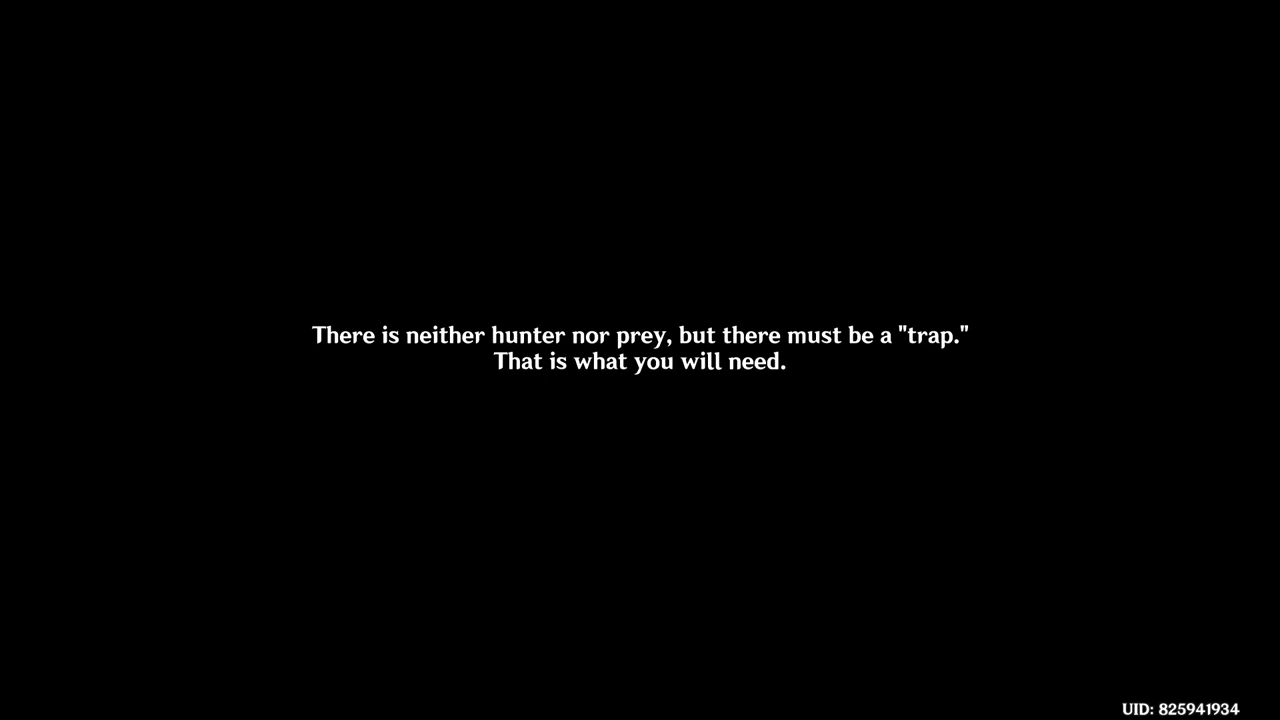 There is neither hunter nor prey, but there must be a "trap."
That is what you will need.
UID: 825941934